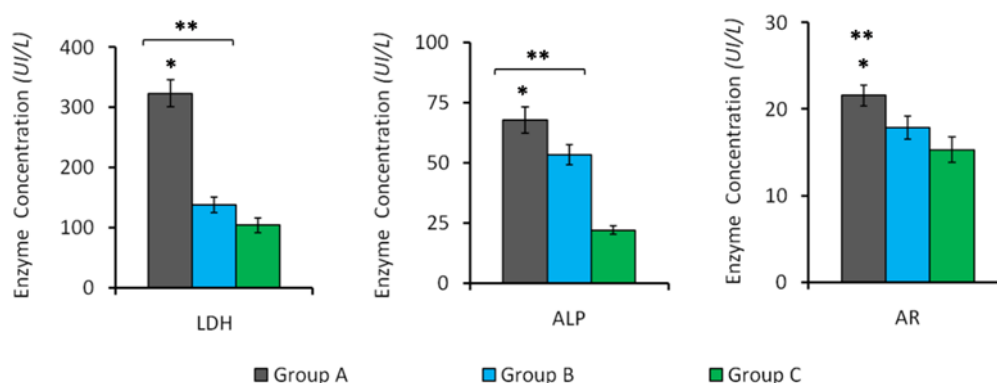 Enzyme Concentration (UI/L)
400
300
200
100
0
**
*
LDH
Enzyme Concentration (UI/L)
100
75
50
25
0
**
*
ALP
Enzyme Concentration (UI/L)
30
20
10
0
**
*
AR
Group A
Group B
Group C